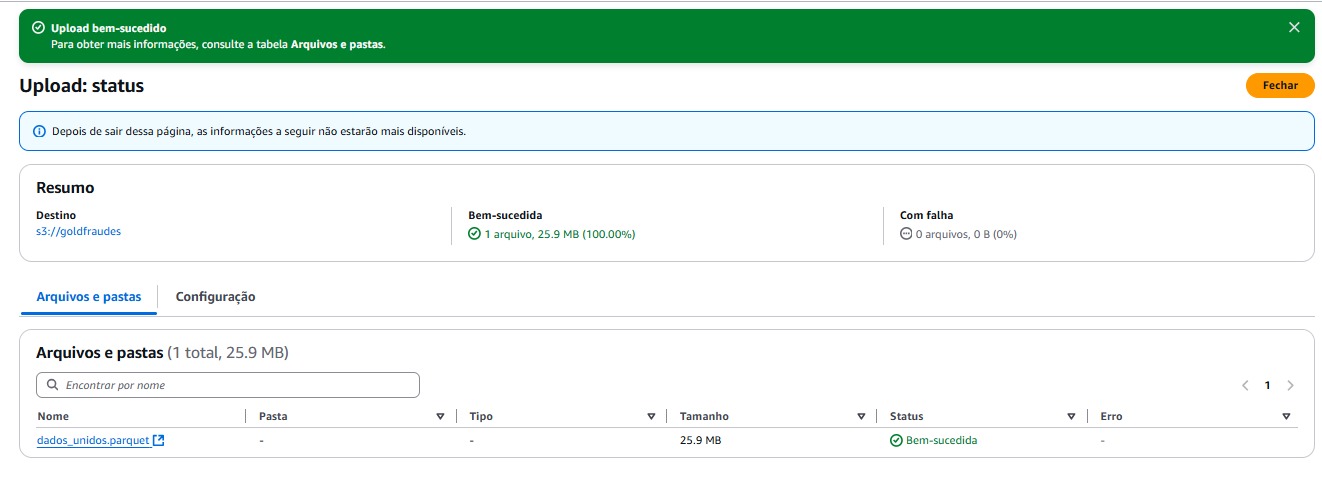 Upload bem-sucedido
Para obter mais informações, consulte a tabela Arquivos e pastas.
Upload: status
Fechar
Depois de sair dessa página, as informações a seguir não estarão mais disponíveis.
Resumo
Destino
s3://goldfraudes
Bem-sucedida
1 arquivo, 25.9 MB (100.00%)
Com falha
0 arquivos, 0 B (0%)
Arquivos e pastas
Configuração
Arquivos e pastas (1 total, 25.9 MB)
Encontrar por nome
1
Nome Pasta Tipo Tamanho Status Erro
dados_unidos.parquet - - 25.9 MB Bem-sucedida -